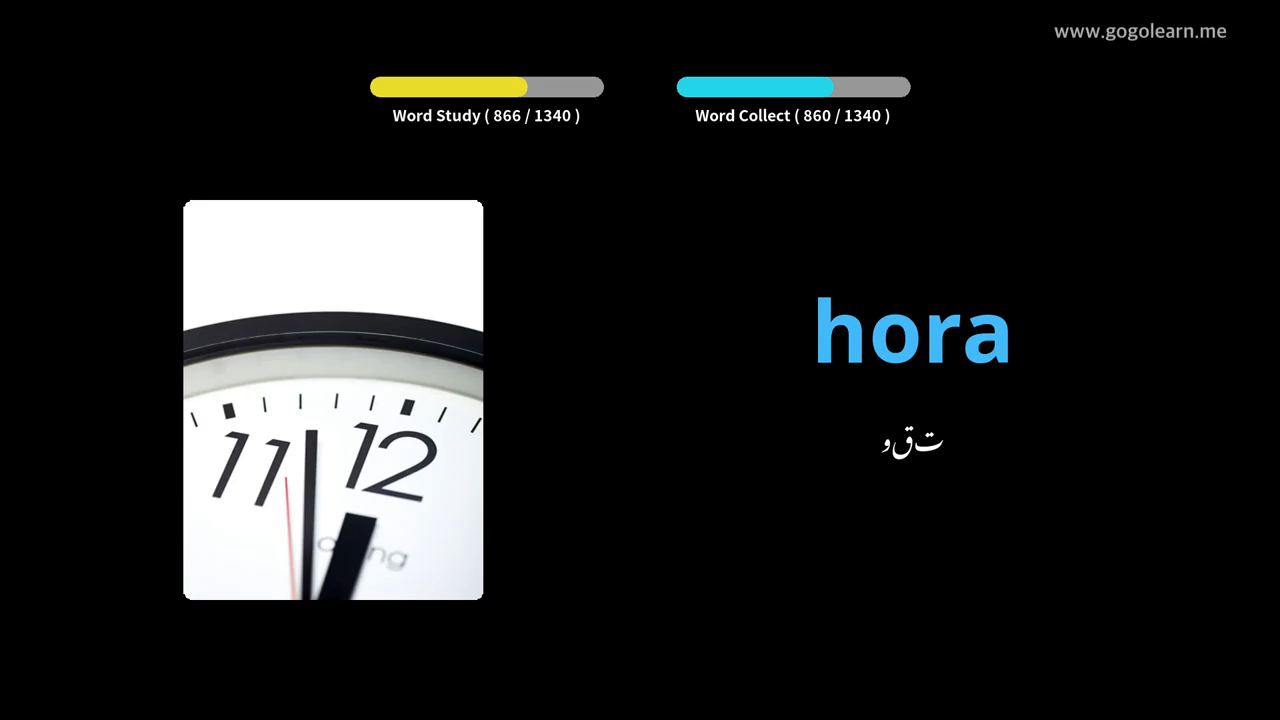 www.gogolearn.me
Word Study ( 866 / 1340 )
Word Collect ( 860 / 1340 )
hora
وقت
11 12